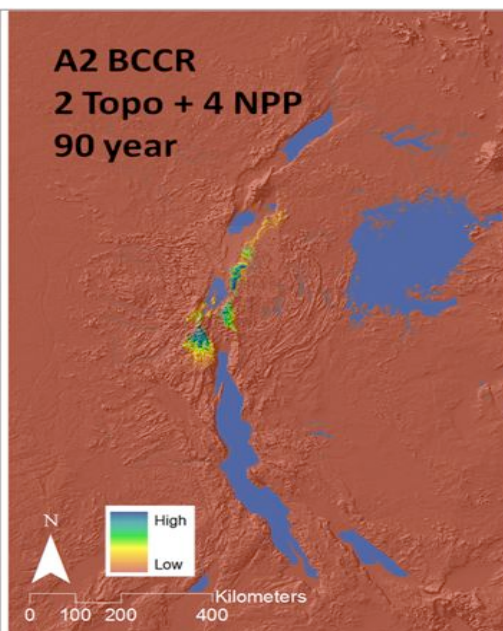 A2 BCCR
2 Topo + 4 NPP
90 year
N
High
Low
Kilometers
0 100 200 400